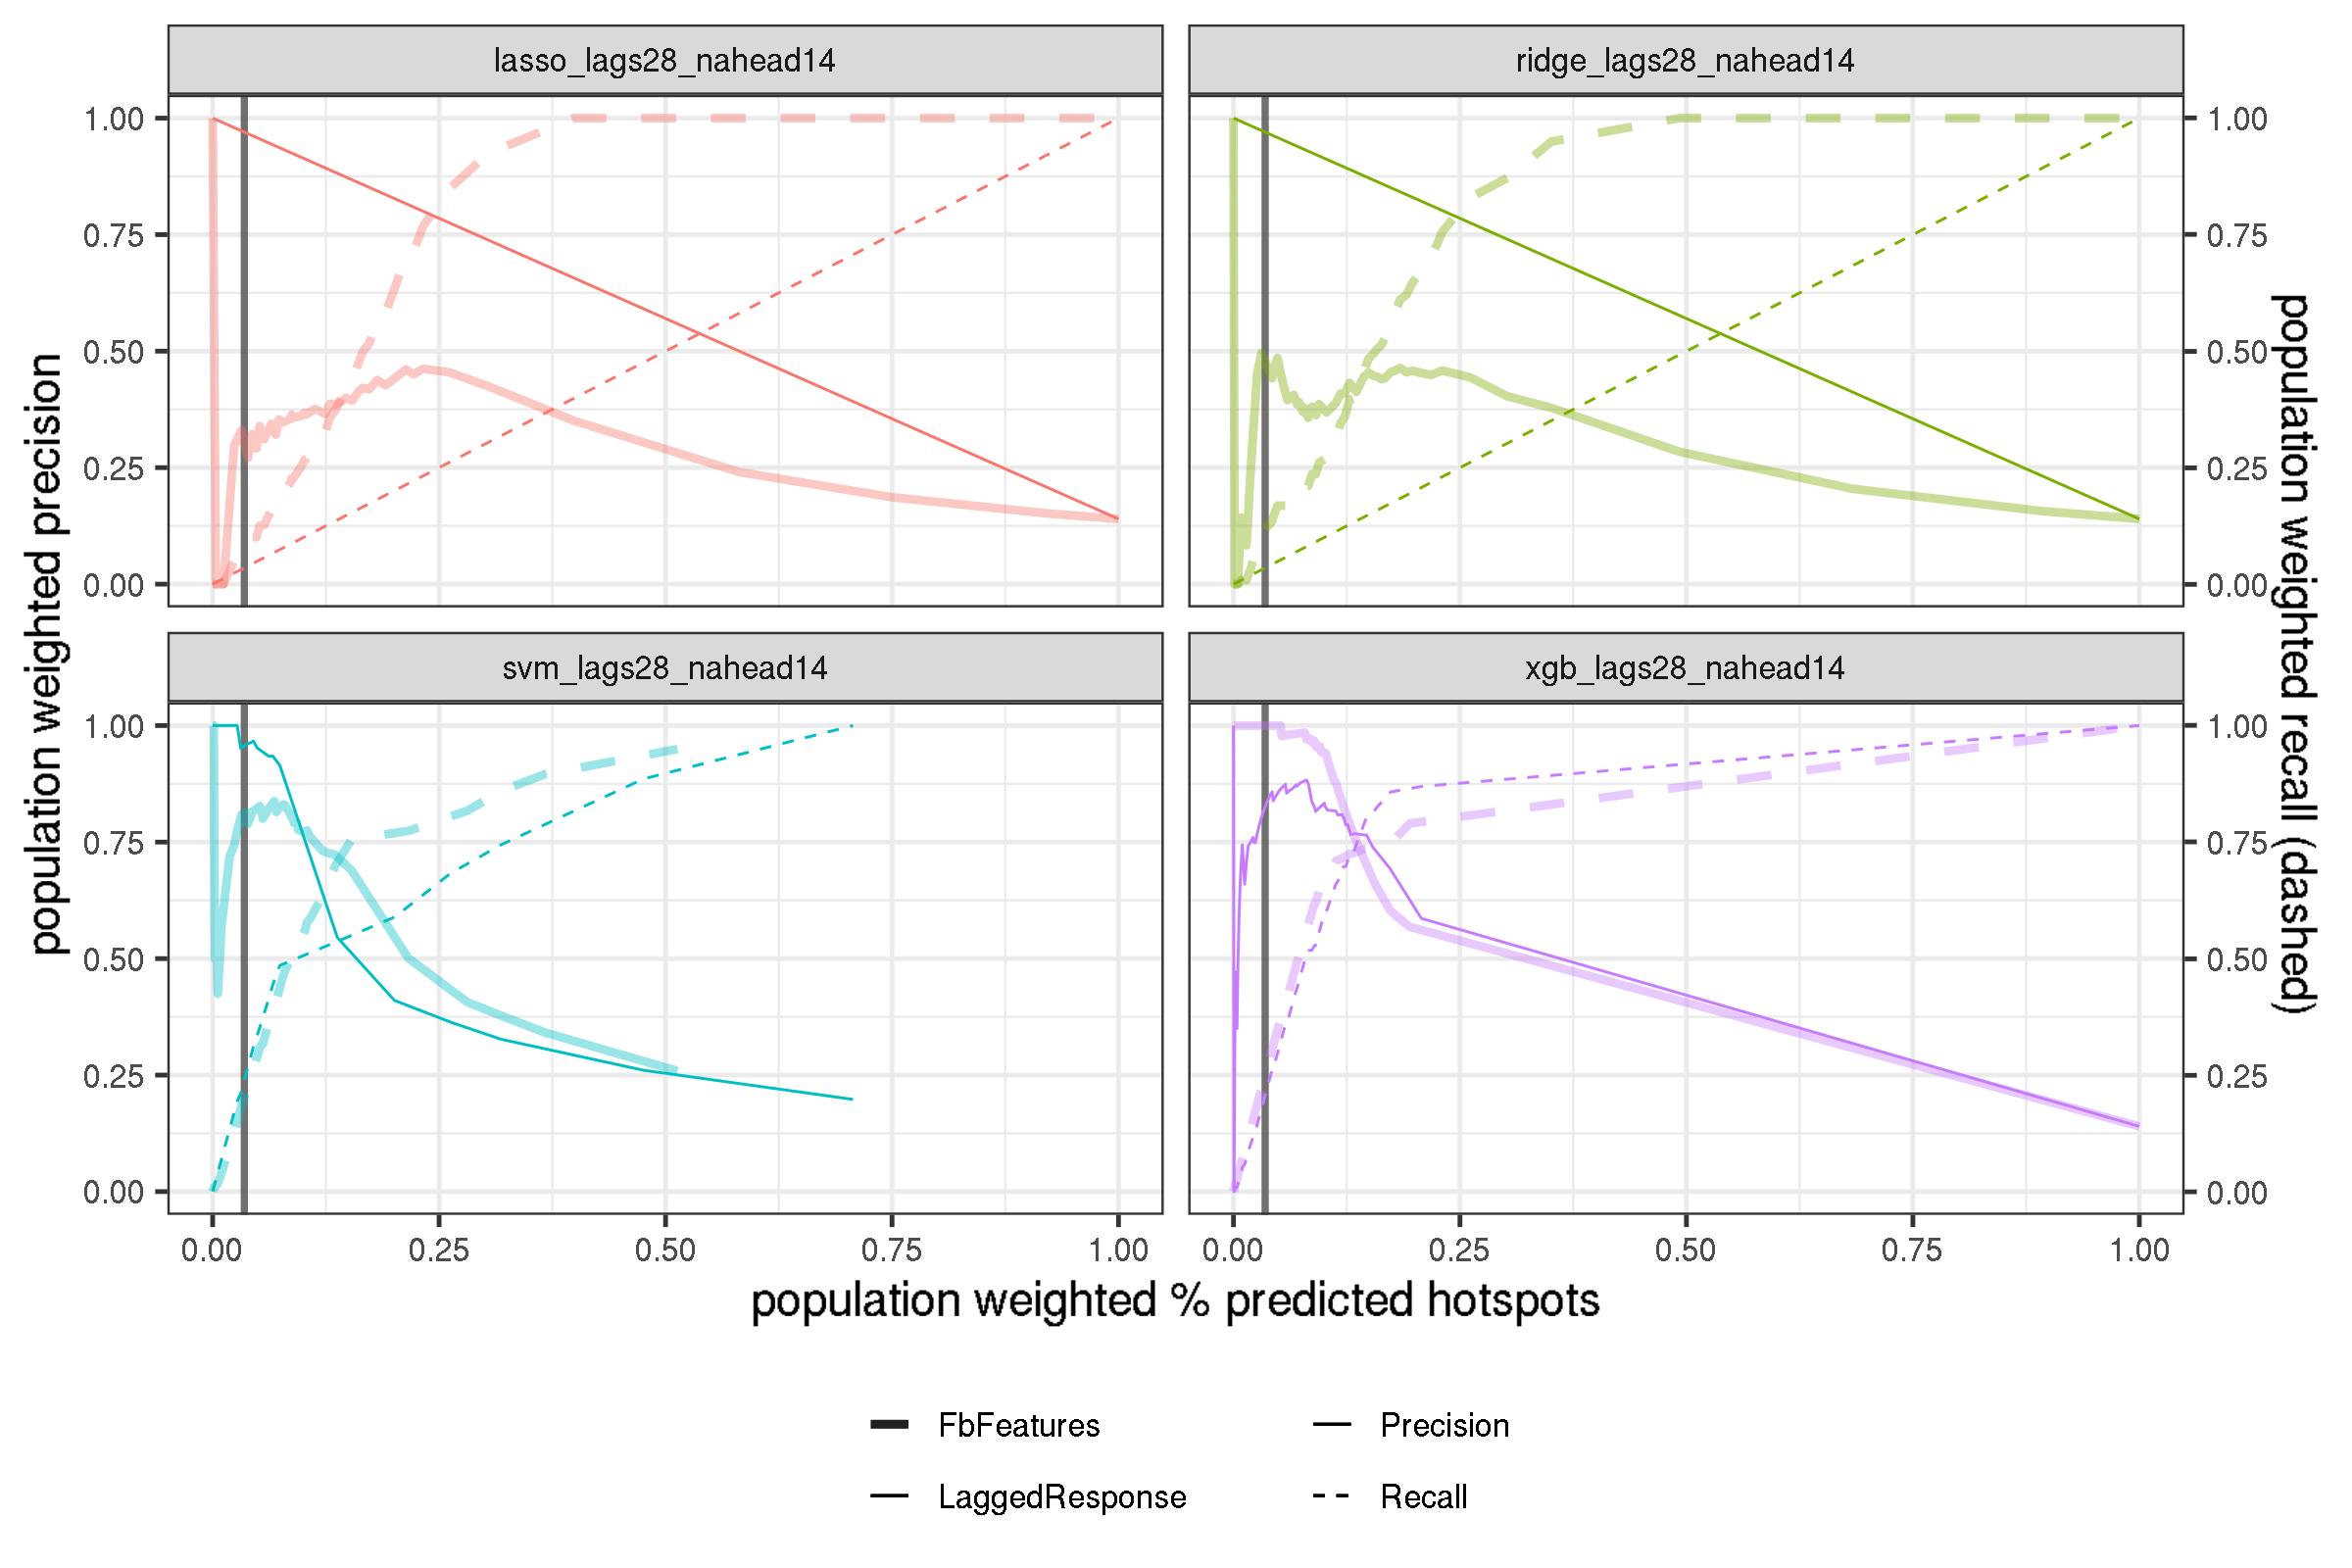 lasso_lags28_nahead14
ridge_lags28_nahead14
1.00
0.75
0.50
0.25
0.00
1.00
0.75
0.50
0.25
0.00
svm_lags28_nahead14
xgb_lags28_nahead14
1.00
0.75
0.50
0.25
0.00
1.00
0.75
0.50
0.25
0.00
population weighted precision
population weighted recall (dashed)
0.00 0.25 0.50 0.75 1.00
0.00 0.25 0.50 0.75 1.00
population weighted % predicted hotspots
FbFeatures
Precision
LaggedResponse
Recall